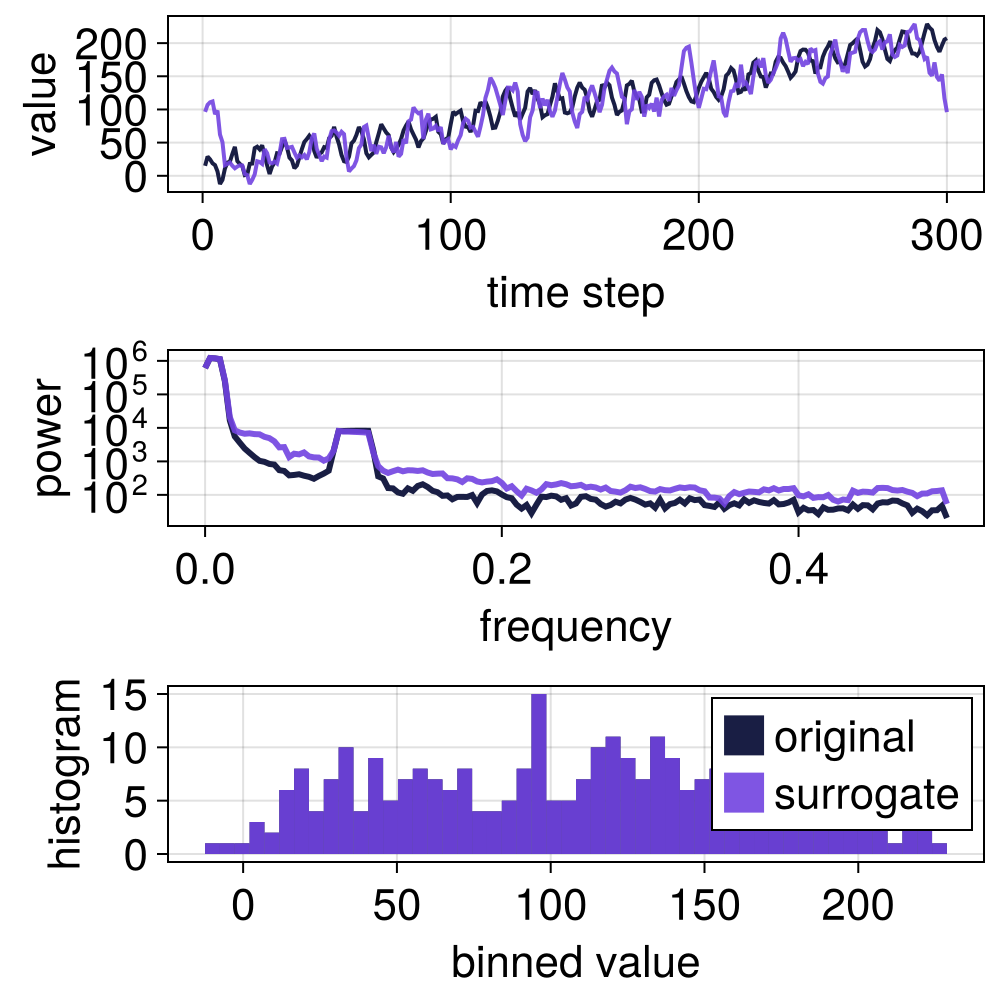 value
200
150
100
50
0
0 100 200 300
time step
power
10⁶
10⁵
10⁴
10³
10²
0.0 0.2 0.4
frequency
histogram
15
10
5
0
original
surrogate
0 50 100 150 200
binned value